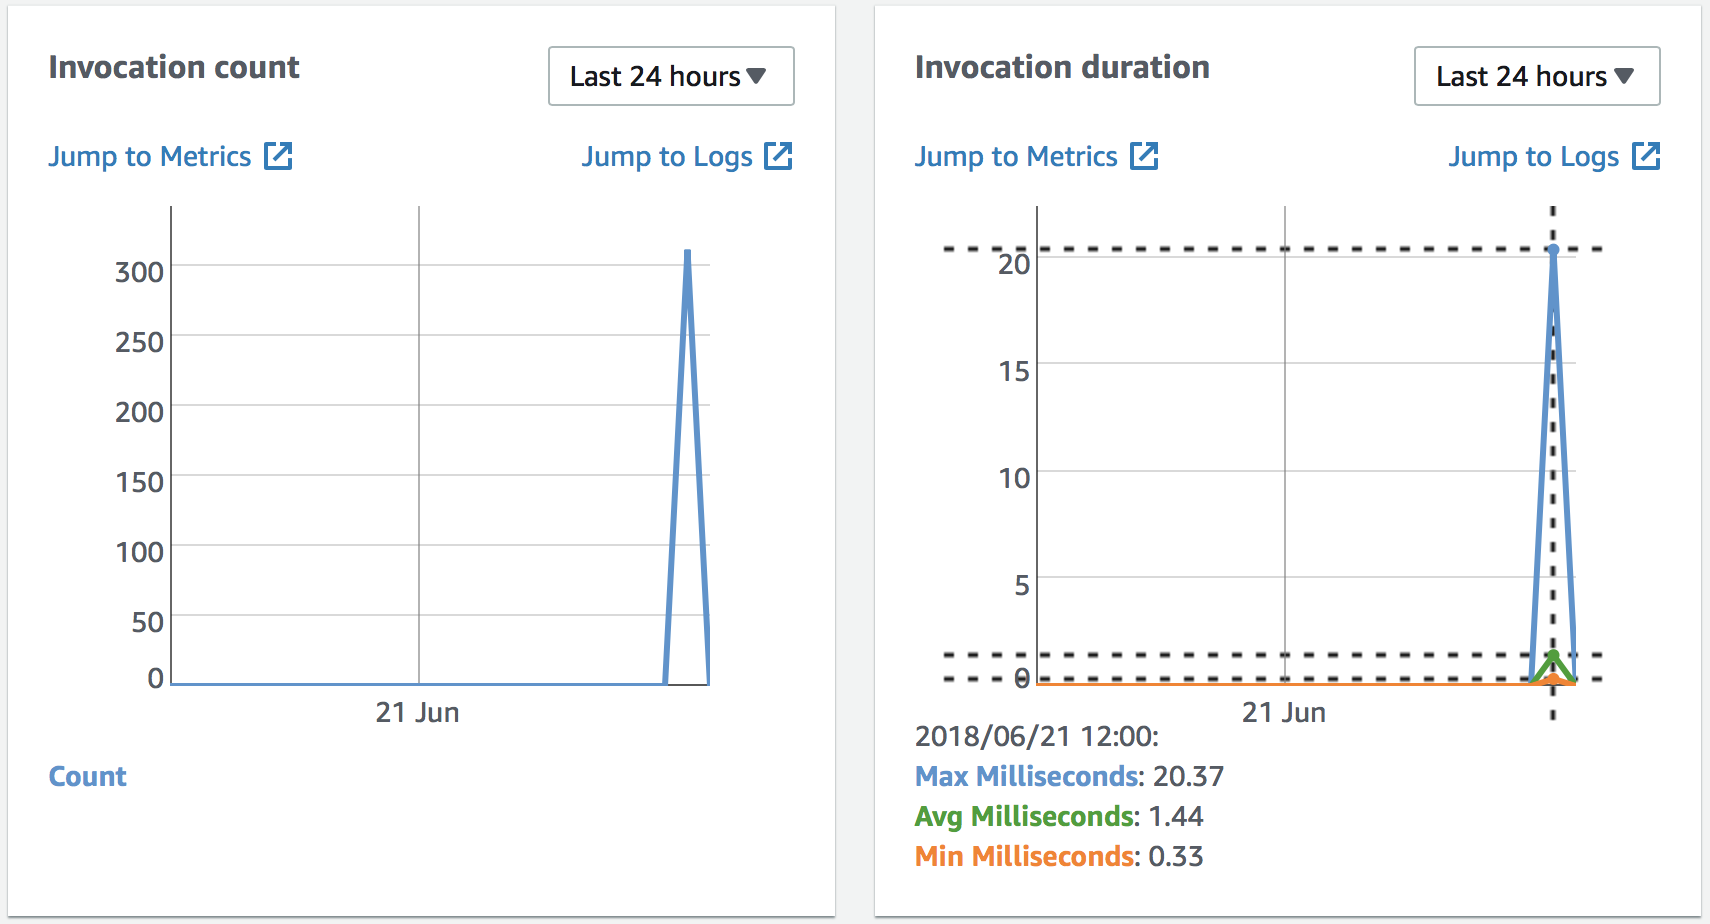 Invocation count
Last 24 hours
Jump to Metrics
Jump to Logs
300
250
200
150
100
50
0
21 Jun
Count
Invocation duration
Last 24 hours
Jump to Metrics
Jump to Logs
20
15
10
5
0
21 Jun
2018/06/21 12:00:
Max Milliseconds: 20.37
Avg Milliseconds: 1.44
Min Milliseconds: 0.33